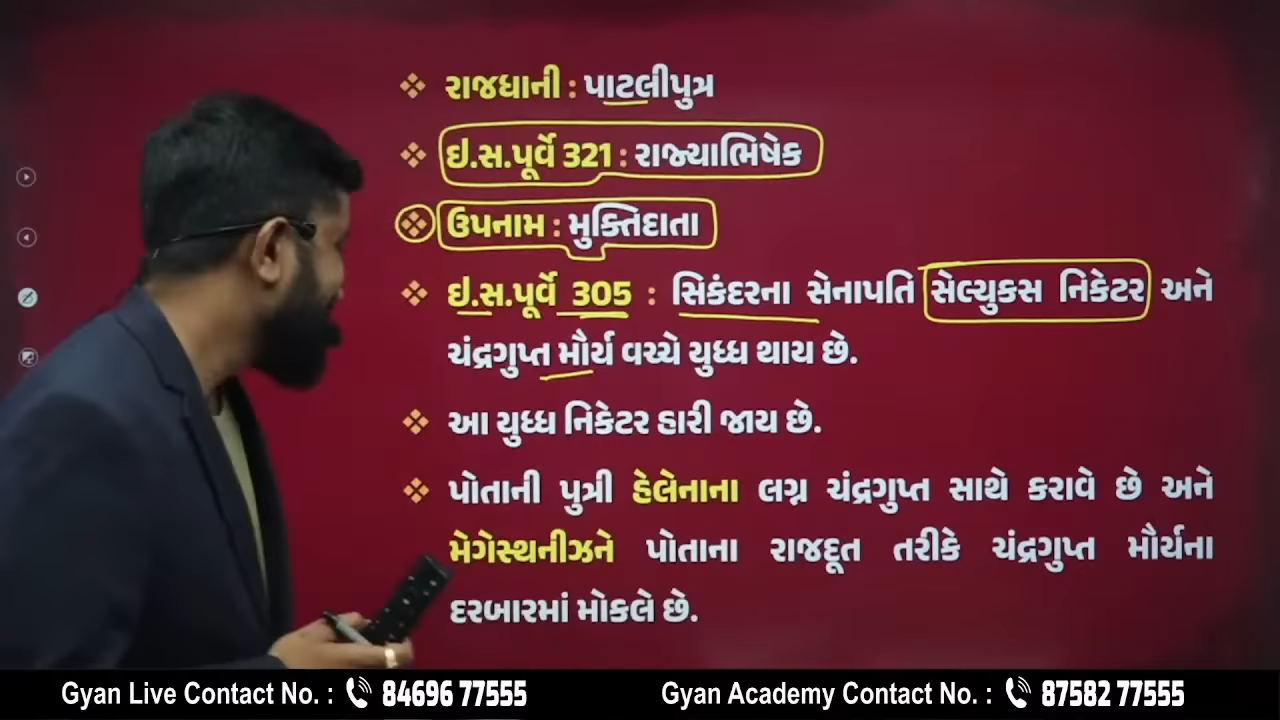 ❖ રાજધાની : પાટલીપુત્ર
❖ ઇ.સ.પૂર્વે 321 : રાજ્યાભિષેક
❖ ઉપનામ : મુક્તિદાતા
❖ ઇ.સ.પૂર્વે 305 : સિકંદરના સેનાપતિ સેલ્યુકસ નિકેટર અને
ચંદ્રગુપ્ત મૌર્ય વચ્ચે યુધ્ધ થાય છે.
❖ આ યુધ્ધ નિકેટર હારી જાય છે.
❖ પોતાની પુત્રી હેલેનાના લગ્ન ચંદ્રગુપ્ત સાથે કરાવે છે અને
મેગેસ્થનીઝને પોતાના રાજદૂત તરીકે ચંદ્રગુપ્ત મૌર્યના
દરબારમાં મોકલે છે.
Gyan Live Contact No. : 84696 77555 Gyan Academy Contact No. : 87582 77555